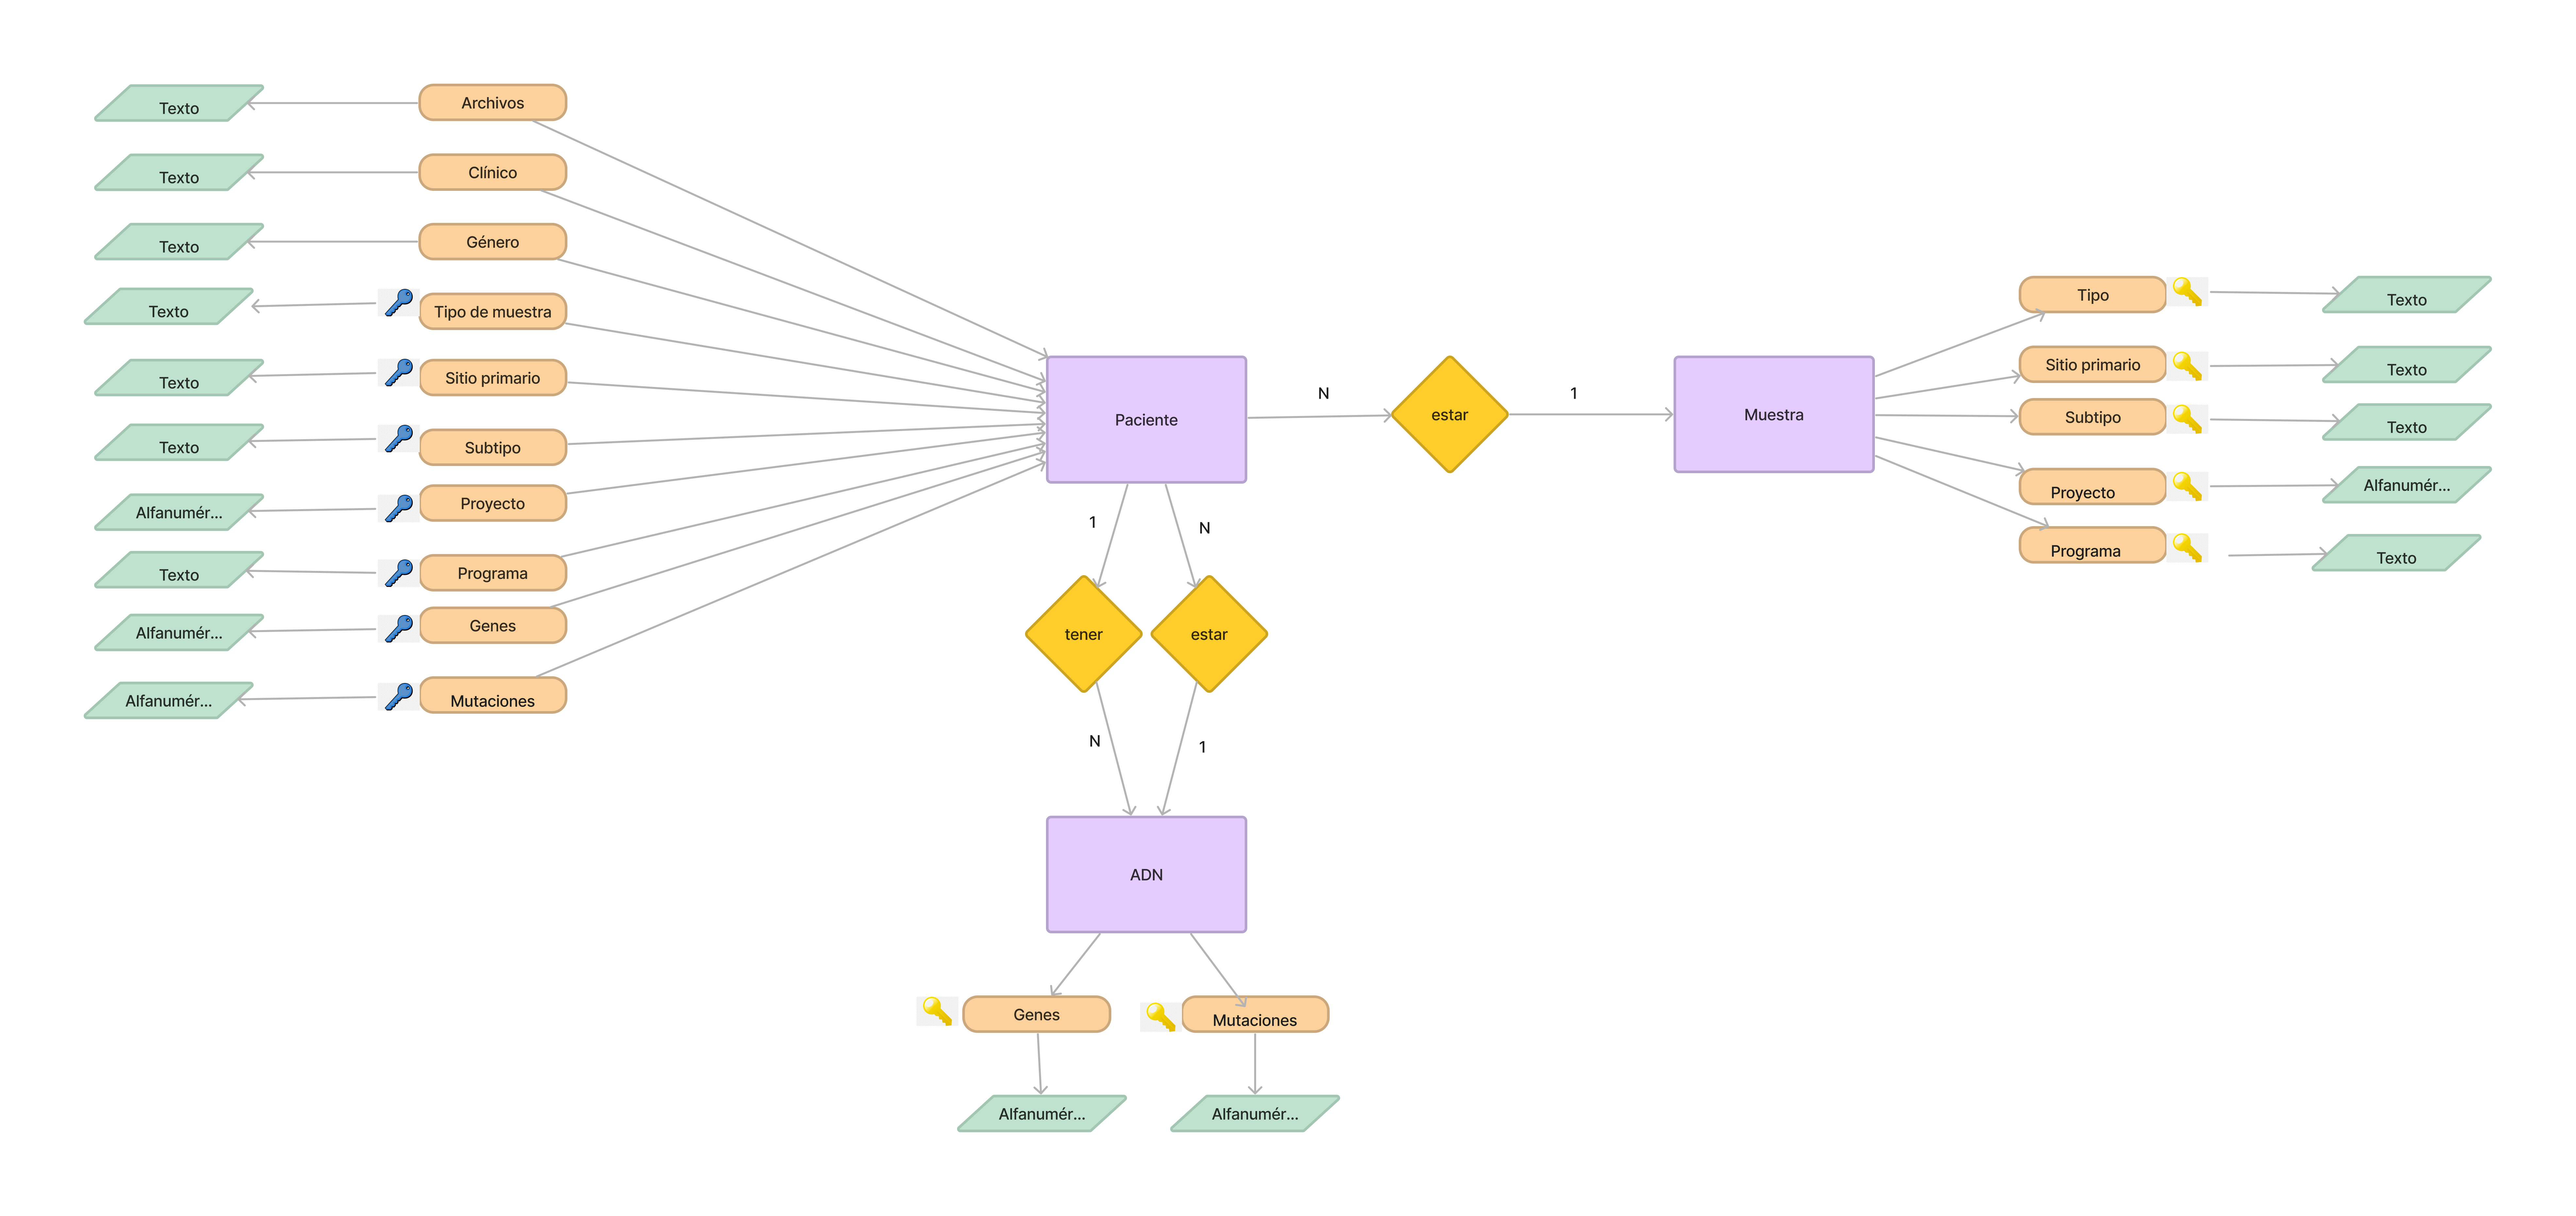 Texto
Archivos
Texto
Clínico
Texto
Género
Texto
Tipo de muestra
Texto
Sitio primario
Texto
Subtipo
Alfanumér...
Proyecto
Texto
Programa
Alfanumér...
Genes
Alfanumér...
Mutaciones
Paciente
N
estar
1
Muestra
Tipo
Texto
Sitio primario
Texto
Subtipo
Texto
Proyecto
Alfanumér...
Programa
Texto
1
N
tener
estar
N
1
ADN
Genes
Mutaciones
Alfanumér...
Alfanumér...